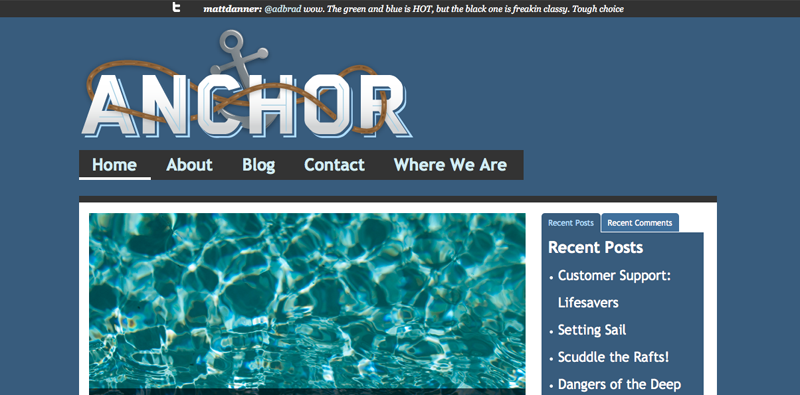 mattdanner: @adbrad wow. The green and blue is HOT, but the black one is freakin classy. Tough choice
ANCHOR
Home About Blog Contact Where We Are
Recent Posts Recent Comments
Recent Posts
Customer Support:
Lifesavers
Setting Sail
Scuddle the Rafts!
Dangers of the Deep